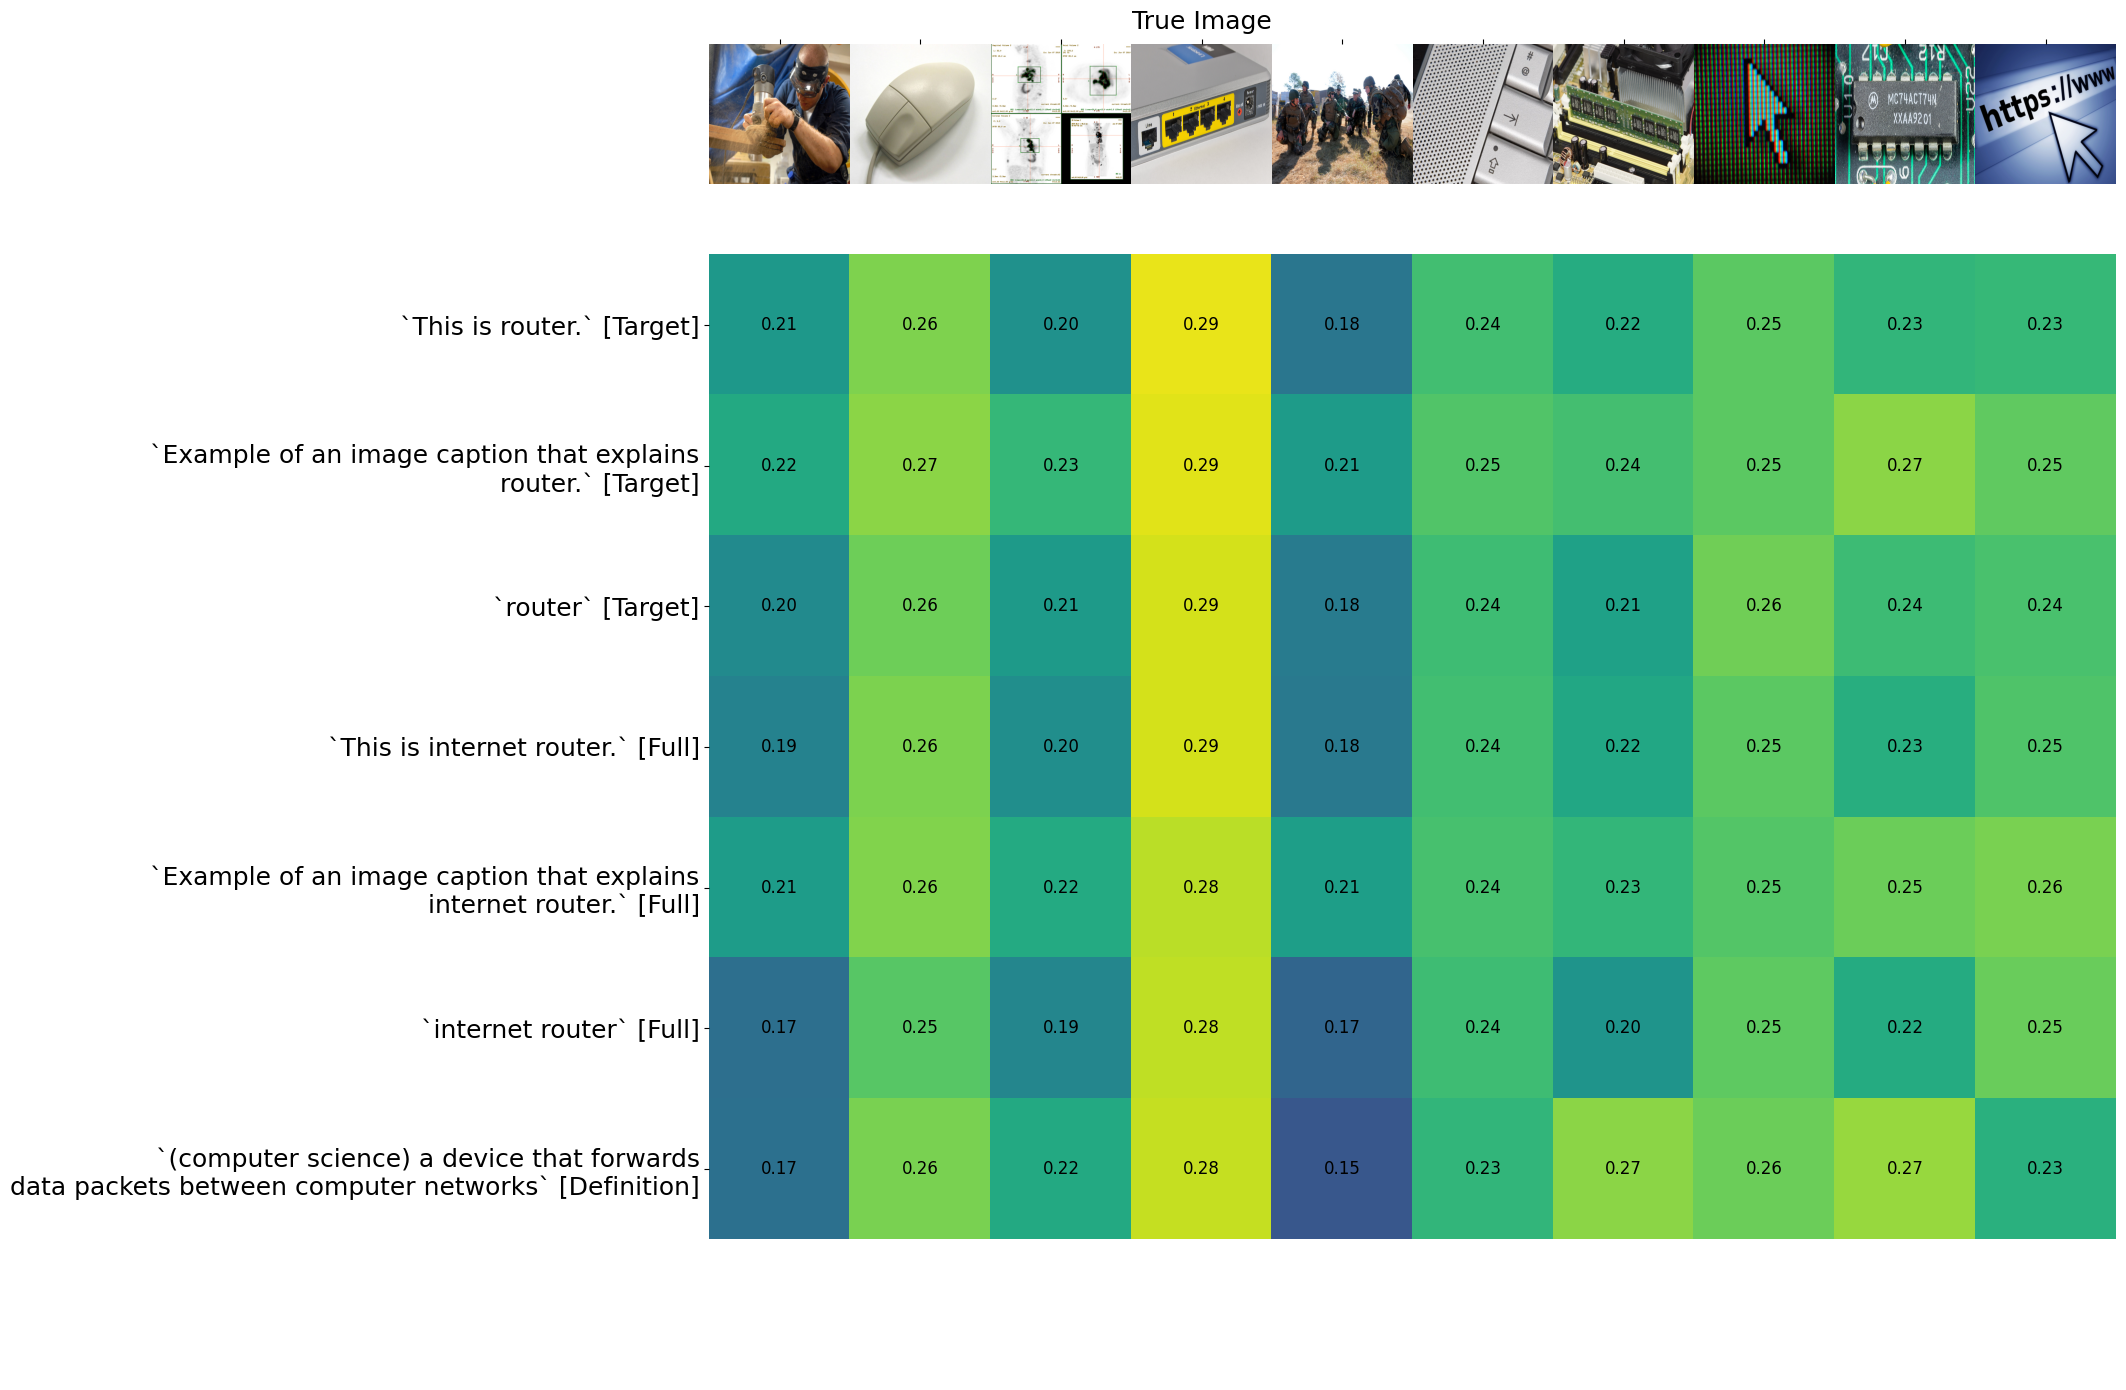 True Image
U10
C17
R12
MC74ACT74N
XXAA9201
U22
https://www
#
@
`This is router.` [Target]
0.21 0.26 0.20 0.29 0.18 0.24 0.22 0.25 0.23 0.23
`Example of an image caption that explains
router.` [Target]
0.22 0.27 0.23 0.29 0.21 0.25 0.24 0.25 0.27 0.25
`router` [Target]
0.20 0.26 0.21 0.29 0.18 0.24 0.21 0.26 0.24 0.24
`This is internet router.` [Full]
0.19 0.26 0.20 0.29 0.18 0.24 0.22 0.25 0.23 0.25
`Example of an image caption that explains
internet router.` [Full]
0.21 0.26 0.22 0.28 0.21 0.24 0.23 0.25 0.25 0.26
`internet router` [Full]
0.17 0.25 0.19 0.28 0.17 0.24 0.20 0.25 0.22 0.25
`(computer science) a device that forwards
data packets between computer networks` [Definition]
0.17 0.26 0.22 0.28 0.15 0.23 0.27 0.26 0.27 0.23